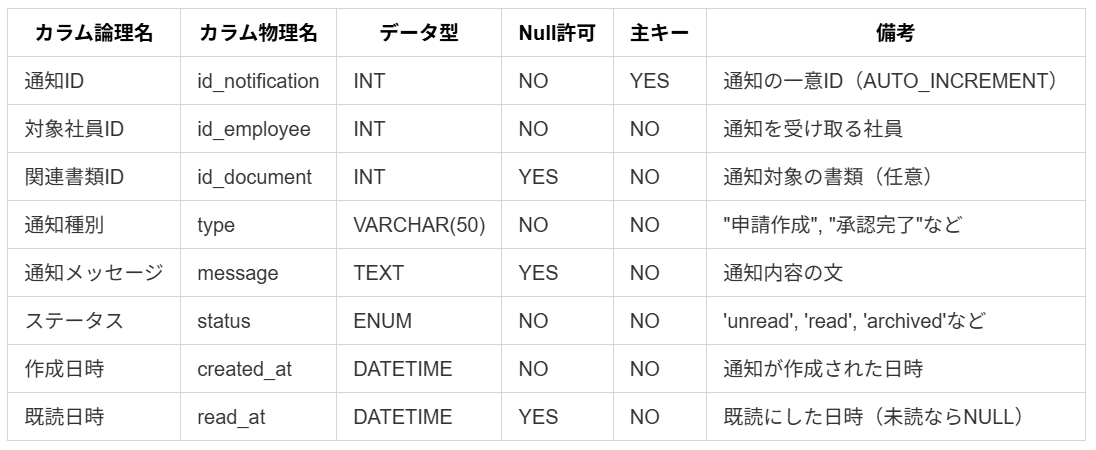 カラム論理名 カラム物理名 データ型 Null許可 主キー 備考
通知ID id_notification INT NO YES 通知の一意ID（AUTO_INCREMENT）
対象社員ID id_employee INT NO NO 通知を受け取る社員
関連書類ID id_document INT YES NO 通知対象の書類（任意）
通知種別 type VARCHAR(50) NO NO "申請作成", "承認完了"など
通知メッセージ message TEXT YES NO 通知内容の文
ステータス status ENUM NO NO 'unread', 'read', 'archived'など
作成日時 created_at DATETIME NO NO 通知が作成された日時
既読日時 read_at DATETIME YES NO 既読にした日時（未読ならNULL）